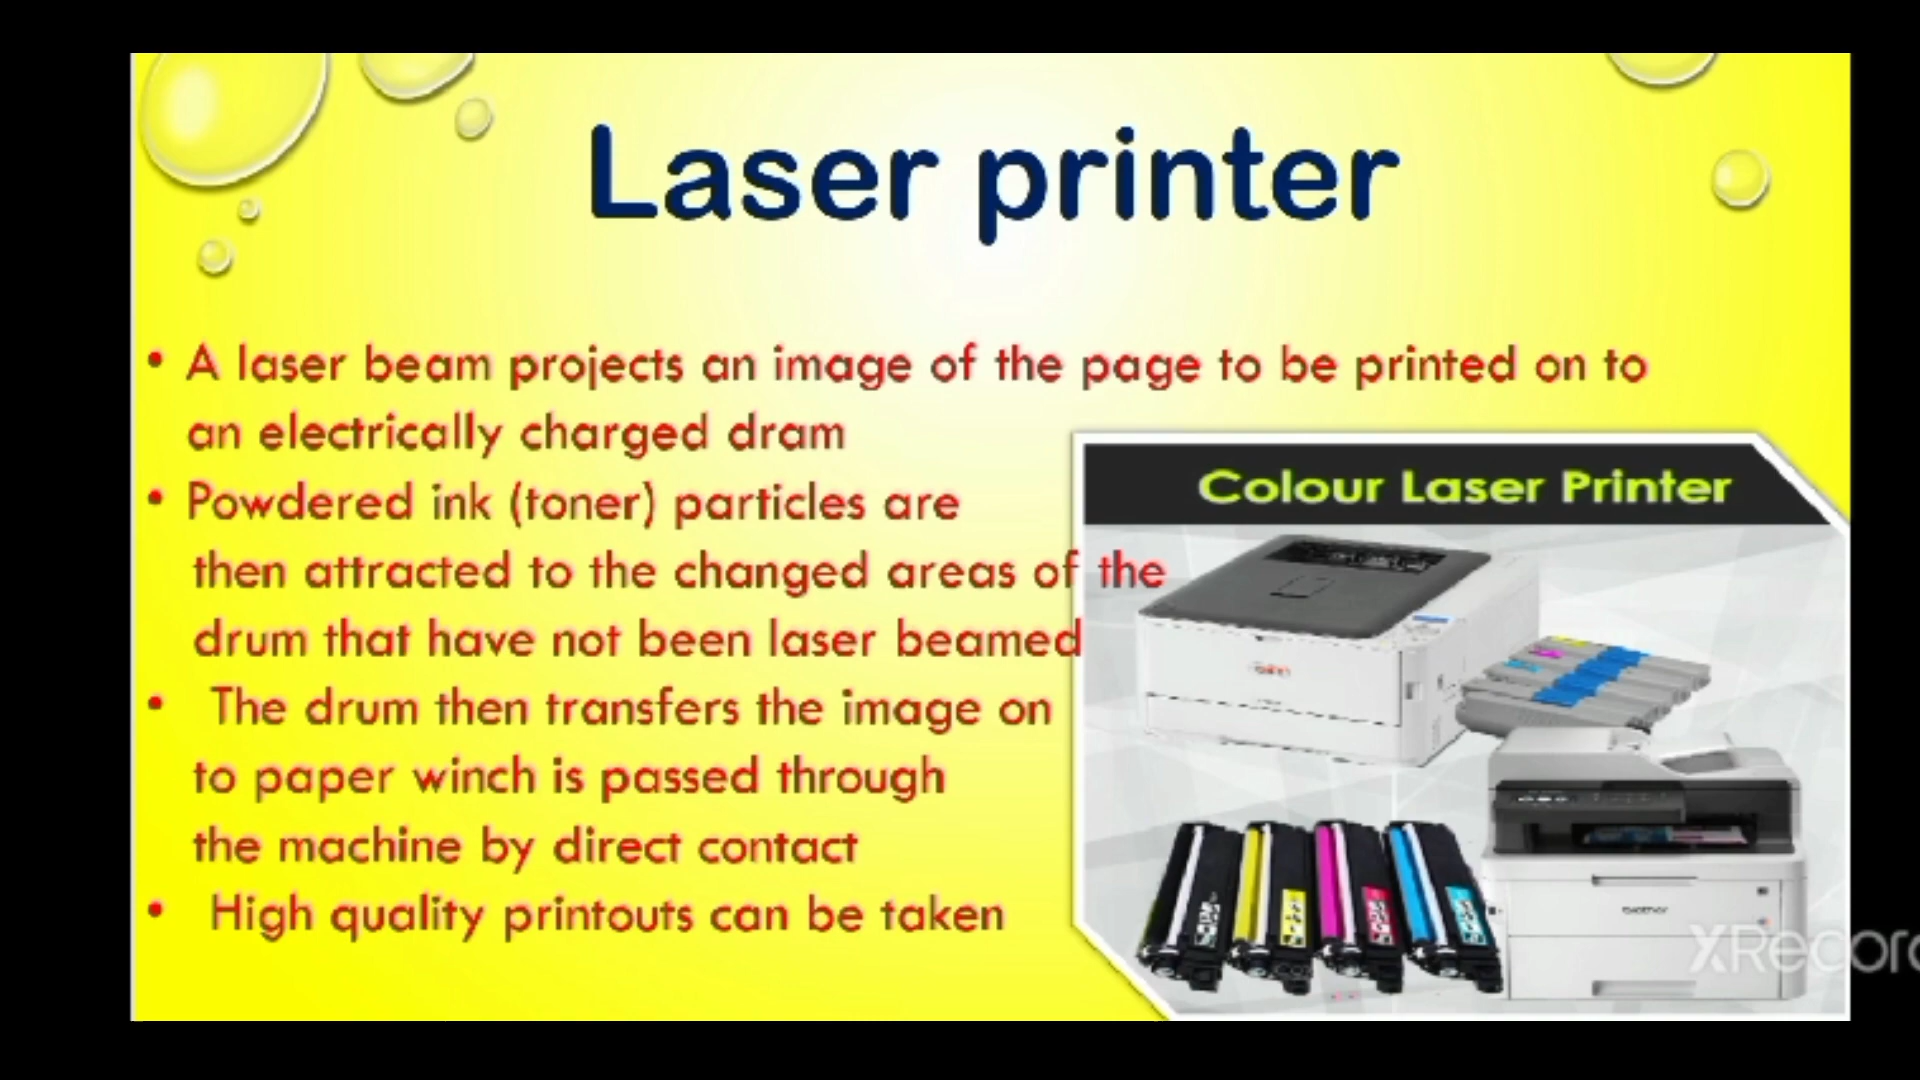 Laser printer
• A laser beam projects an image of the page to be printed on to
an electrically charged dram
• Powdered ink (toner) particles are
then attracted to the changed areas of the
drum that have not been laser beamed
• The drum then transfers the image on
to paper winch is passed through
the machine by direct contact
• High quality printouts can be taken
Colour Laser Printer
brother
XRecord